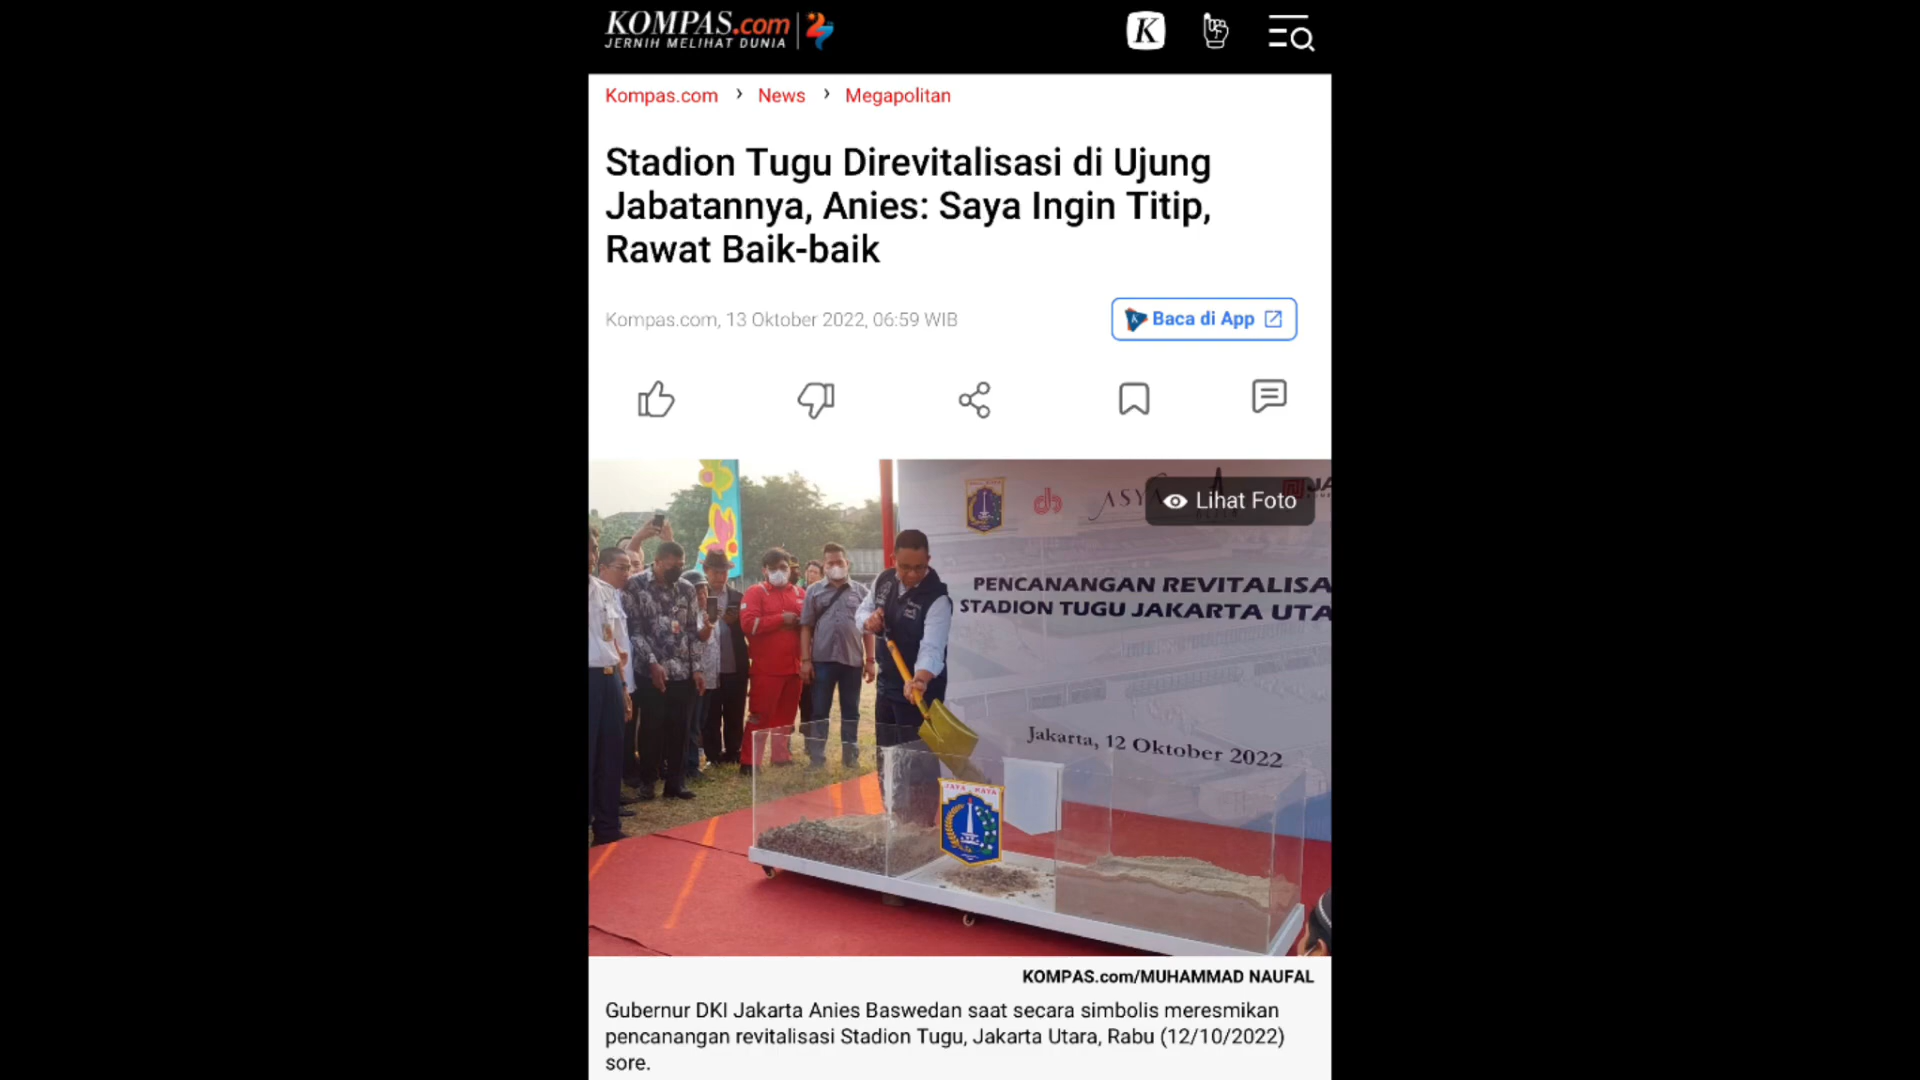 KOMPAS.com
JERNIH MELIHAT DUNIA
K
Kompas.com > News > Megapolitan
Stadion Tugu Direvitalisasi di Ujung
Jabatannya, Anies: Saya Ingin Titip,
Rawat Baik-baik
Kompas.com, 13 Oktober 2022, 06:59 WIB
Baca di App
Lihat Foto
PENCANANGAN REVITALISA
STADION TUGU JAKARTA UTA
Jakarta, 12 Oktober 2022
JAYA RAYA
KOMPAS.com/MUHAMMAD NAUFAL
Gubernur DKI Jakarta Anies Baswedan saat secara simbolis meresmikan
pencanangan revitalisasi Stadion Tugu, Jakarta Utara, Rabu (12/10/2022)
sore.